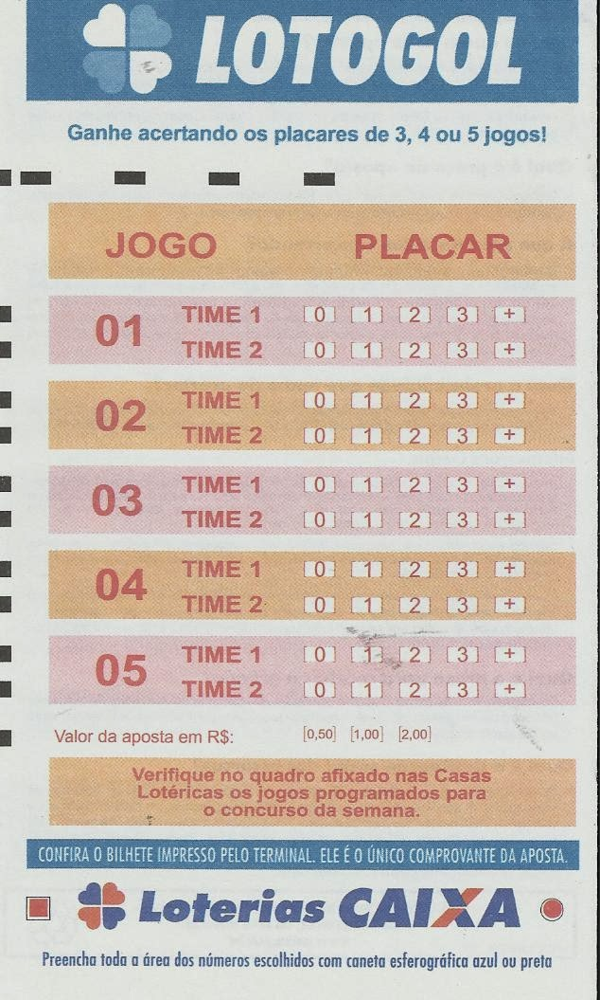 LOTOGOL
Ganhe acertando os placares de 3, 4 ou 5 jogos!
JOGO PLACAR
01 TIME 1 [0] [1] [2] [3] [+]
TIME 2 [0] [1] [2] [3] [+]
02 TIME 1 [0] [1] [2] [3] [+]
TIME 2 [0] [1] [2] [3] [+]
03 TIME 1 [0] [1] [2] [3] [+]
TIME 2 [0] [1] [2] [3] [+]
04 TIME 1 [0] [1] [2] [3] [+]
TIME 2 [0] [1] [2] [3] [+]
05 TIME 1 [0] [1] [2] [3] [+]
TIME 2 [0] [1] [2] [3] [+]
Valor da aposta em R$: [0,50] [1,00] [2,00]
Verifique no quadro afixado nas Casas
Lotéricas os jogos programados para
o concurso da semana.
CONFIRA O BILHETE IMPRESSO PELO TERMINAL. ELE É O ÚNICO COMPROVANTE DA APOSTA.
Loterias CAIXA
Preencha toda a área dos números escolhidos com caneta esferográfica azul ou preta